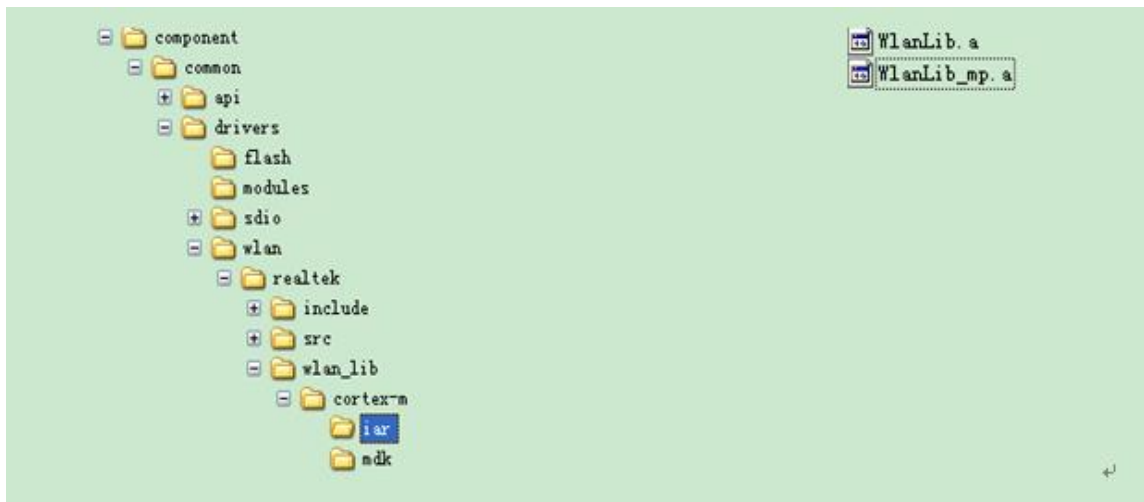 component
common
api
drivers
flash
modules
sdio
wlan
realtek
include
src
wlan_lib
cortex-m
iar
mdk
WlanLib.a
WlanLib_mp.a